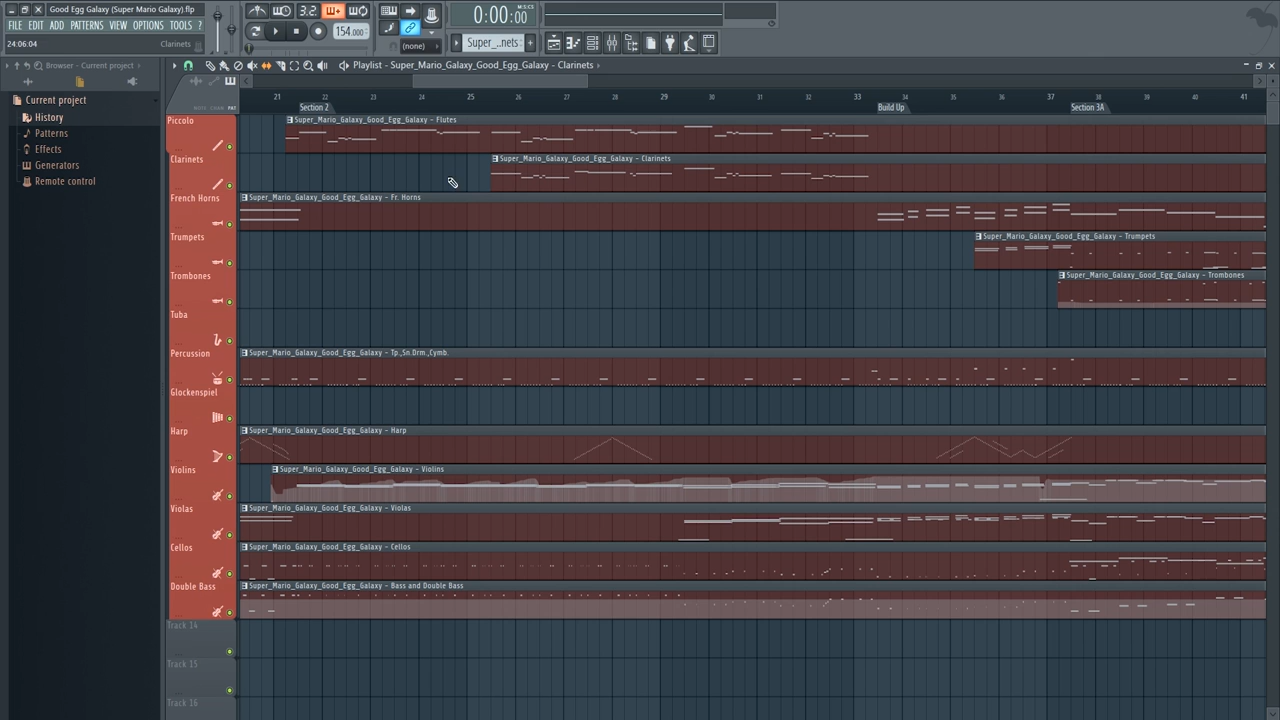 Good Egg Galaxy (Super Mario Galaxy).flp
FILE EDIT ADD PATTERNS VIEW OPTIONS TOOLS ?
24:06:04 Clarinets
3.2.
154.000
(none)
0:00:00
M:S:CS
Super_..nets
Browser - Current project
Playlist - Super_Mario_Galaxy_Good_Egg_Galaxy - Clarinets
Current project
History
Patterns
Effects
Generators
Remote control
21 22 23 24 25 26 27 28 29 30 31 32 33 34 35 36 37 38 39 40 41
Section 2
Build Up
Section 3A
Piccolo
Super_Mario_Galaxy_Good_Egg_Galaxy - Flutes
Clarinets
Super_Mario_Galaxy_Good_Egg_Galaxy - Clarinets
French Horns
Super_Mario_Galaxy_Good_Egg_Galaxy - Fr. Horns
Trumpets
Super_Mario_Galaxy_Good_Egg_Galaxy - Trumpets
Trombones
Super_Mario_Galaxy_Good_Egg_Galaxy - Trombones
Tuba
Percussion
Super_Mario_Galaxy_Good_Egg_Galaxy - Tp.,Sn.Drm.,Cymb.
Glockenspiel
Harp
Super_Mario_Galaxy_Good_Egg_Galaxy - Harp
Violins
Super_Mario_Galaxy_Good_Egg_Galaxy - Violins
Violas
Super_Mario_Galaxy_Good_Egg_Galaxy - Violas
Cellos
Super_Mario_Galaxy_Good_Egg_Galaxy - Cellos
Double Bass
Super_Mario_Galaxy_Good_Egg_Galaxy - Bass and Double Bass
Track 14
Track 15
Track 16